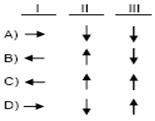 I II III
A) → ↓ ↓
B) ← ↑ ↓
C) ← ↑ ↑
D) → ↓ ↑